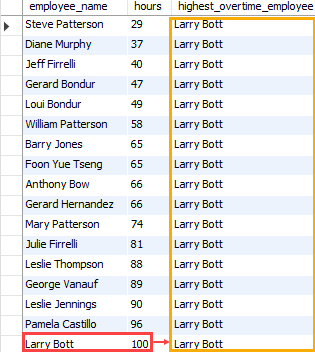 employee_name hours highest_overtime_employee
Steve Patterson 29 Larry Bott
Diane Murphy 37 Larry Bott
Jeff Firrelli 40 Larry Bott
Gerard Bondur 47 Larry Bott
Loui Bondur 49 Larry Bott
William Patterson 58 Larry Bott
Barry Jones 65 Larry Bott
Foon Yue Tseng 65 Larry Bott
Anthony Bow 66 Larry Bott
Gerard Hernandez 66 Larry Bott
Mary Patterson 74 Larry Bott
Julie Firrelli 81 Larry Bott
Leslie Thompson 88 Larry Bott
George Vanauf 89 Larry Bott
Leslie Jennings 90 Larry Bott
Pamela Castillo 96 Larry Bott
Larry Bott 100 Larry Bott